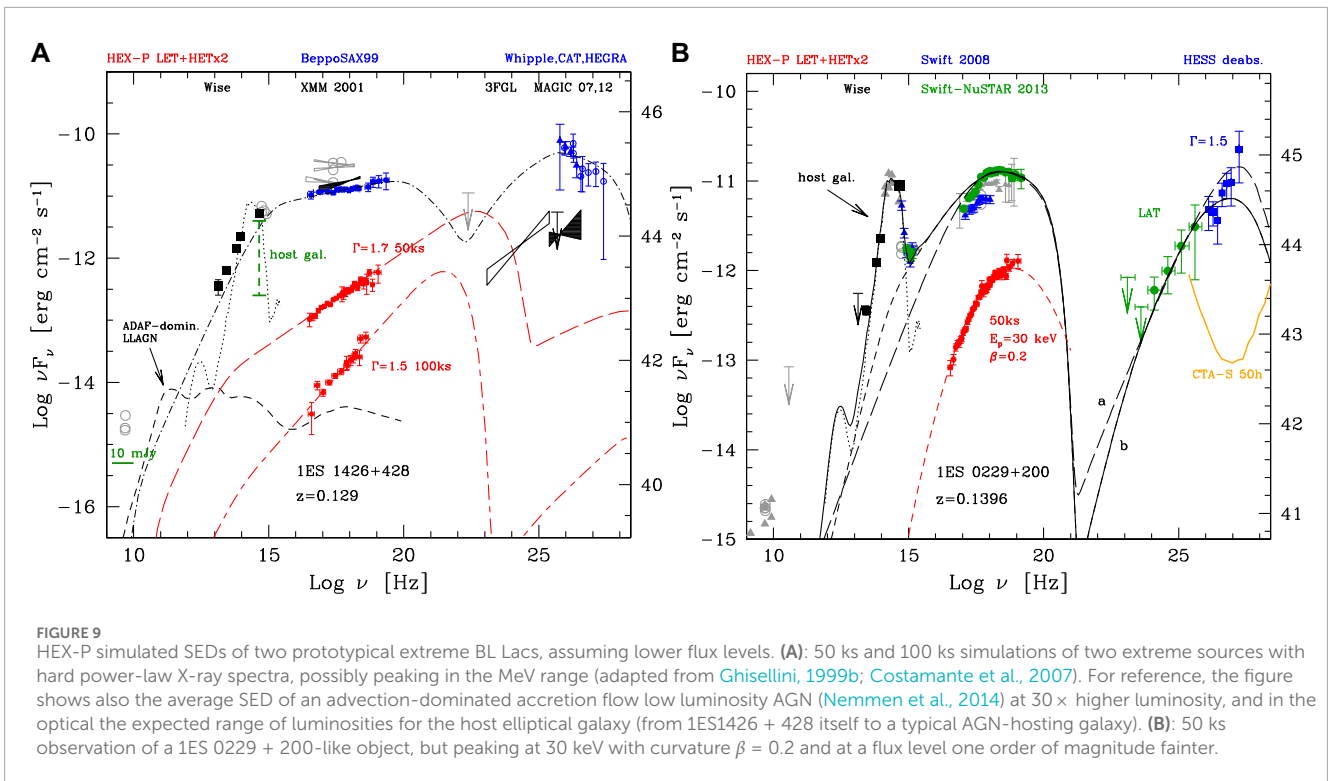 A
HEX-P LET+HETx2 BeppoSAX99 Whipple,CAT,HEGRA
Wise XMM 2001 3FGL MAGIC 07,12
−10
−12
−14
−16
Log νFν [erg cm−2 s−1]
46
44
42
40
host gal.
Γ=1.7 50ks
Γ=1.5 100ks
ADAF−domin.
LLAGN
10 mJy
1ES 1426+428
z=0.129
10 15 20 25
Log ν [Hz]
B
HEX-P LET+HETx2 Swift 2008 HESS deabs.
Wise Swift-NuSTAR 2013
−10
−11
−12
−13
−14
−15
Log νFν [erg cm−2 s−1]
45
44
43
42
41
Γ=1.5
host gal.
LAT
50ks
Ep=30 keV
β=0.2
CTA-S 50h
a
b
1ES 0229+200
z=0.1396
10 15 20 25
Log ν [Hz]
FIGURE 9
HEX-P simulated SEDs of two prototypical extreme BL Lacs, assuming lower flux levels. (A): 50 ks and 100 ks simulations of two extreme sources with
hard power-law X-ray spectra, possibly peaking in the MeV range (adapted from Ghisellini, 1999b; Costamante et al., 2007). For reference, the figure
shows also the average SED of an advection-dominated accretion flow low luminosity AGN (Nemmen et al., 2014) at 30× higher luminosity, and in the
optical the expected range of luminosities for the host elliptical galaxy (from 1ES1426 + 428 itself to a typical AGN-hosting galaxy). (B): 50 ks
observation of a 1ES 0229 + 200-like object, but peaking at 30 keV with curvature β = 0.2 and at a flux level one order of magnitude fainter.